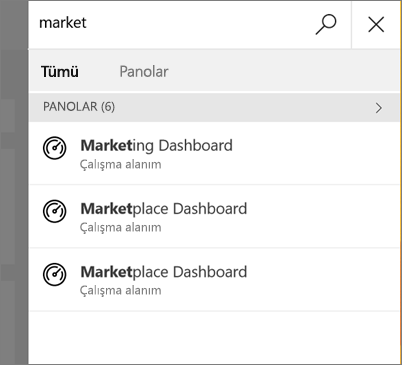 market
Tümü Panolar
PANOLAR (6)
Marketing Dashboard
Çalışma alanım
Marketplace Dashboard
Çalışma alanım
Marketplace Dashboard
Çalışma alanım